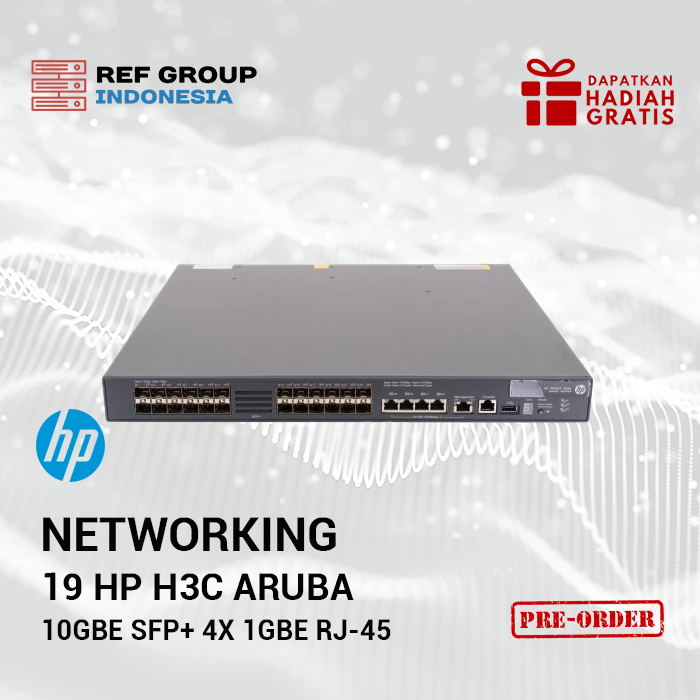 REF GROUP
INDONESIA
DAPATKAN
HADIAH
GRATIS
hp
hp
NETWORKING
19 HP H3C ARUBA
10GBE SFP+ 4X 1GBE RJ-45
PRE-ORDER